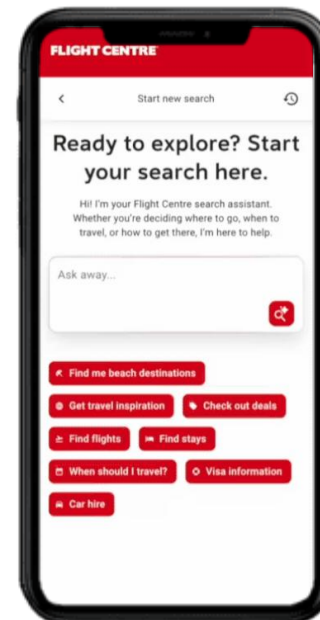 FLIGHT CENTRE
Start new search
Ready to explore? Start
your search here.
Hi! I'm your Flight Centre search assistant.
Whether you're deciding where to go, when to
travel, or how to get there, I'm here to help.
Ask away...
Find me beach destinations
Get travel inspiration
Check out deals
Find flights
Find stays
When should I travel?
Visa information
Car hire